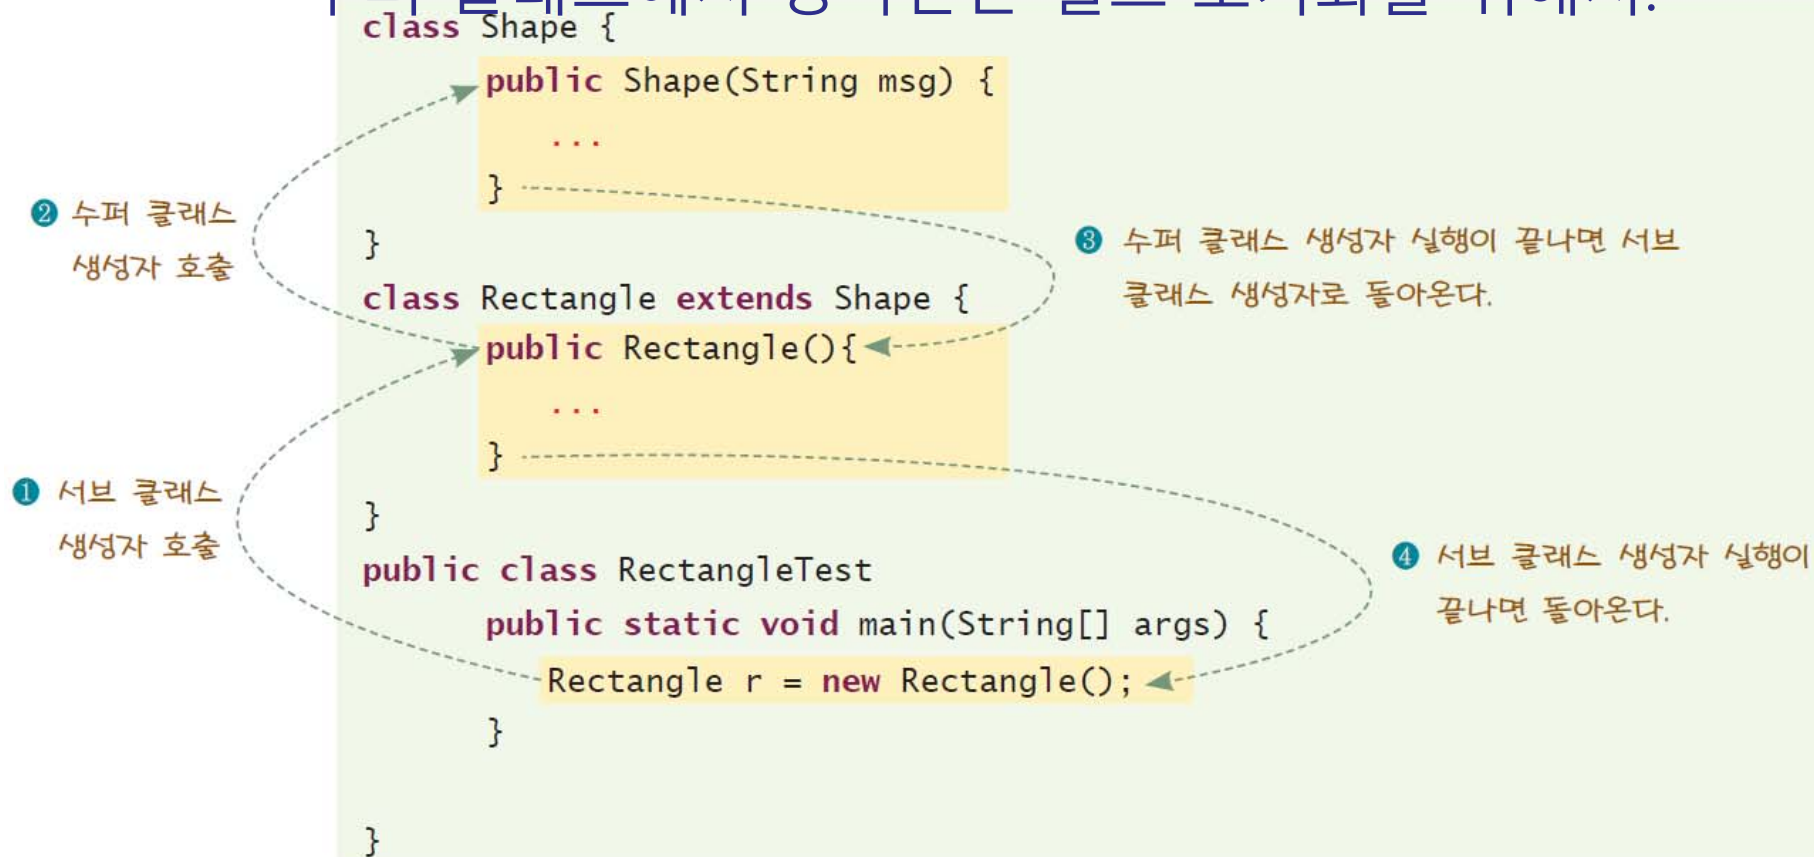 class Shape {
public Shape(String msg) {
...
}
❷ 수퍼 클래스
생성자 호출
}
❸ 수퍼 클래스 생성자 실행이 끝나면 서브
클래스 생성자로 돌아온다.
class Rectangle extends Shape {
public Rectangle(){
...
}
❶ 서브 클래스
생성자 호출
}
❹ 서브 클래스 생성자 실행이
끝나면 돌아온다.
public class RectangleTest
public static void main(String[] args) {
Rectangle r = new Rectangle();
}
}